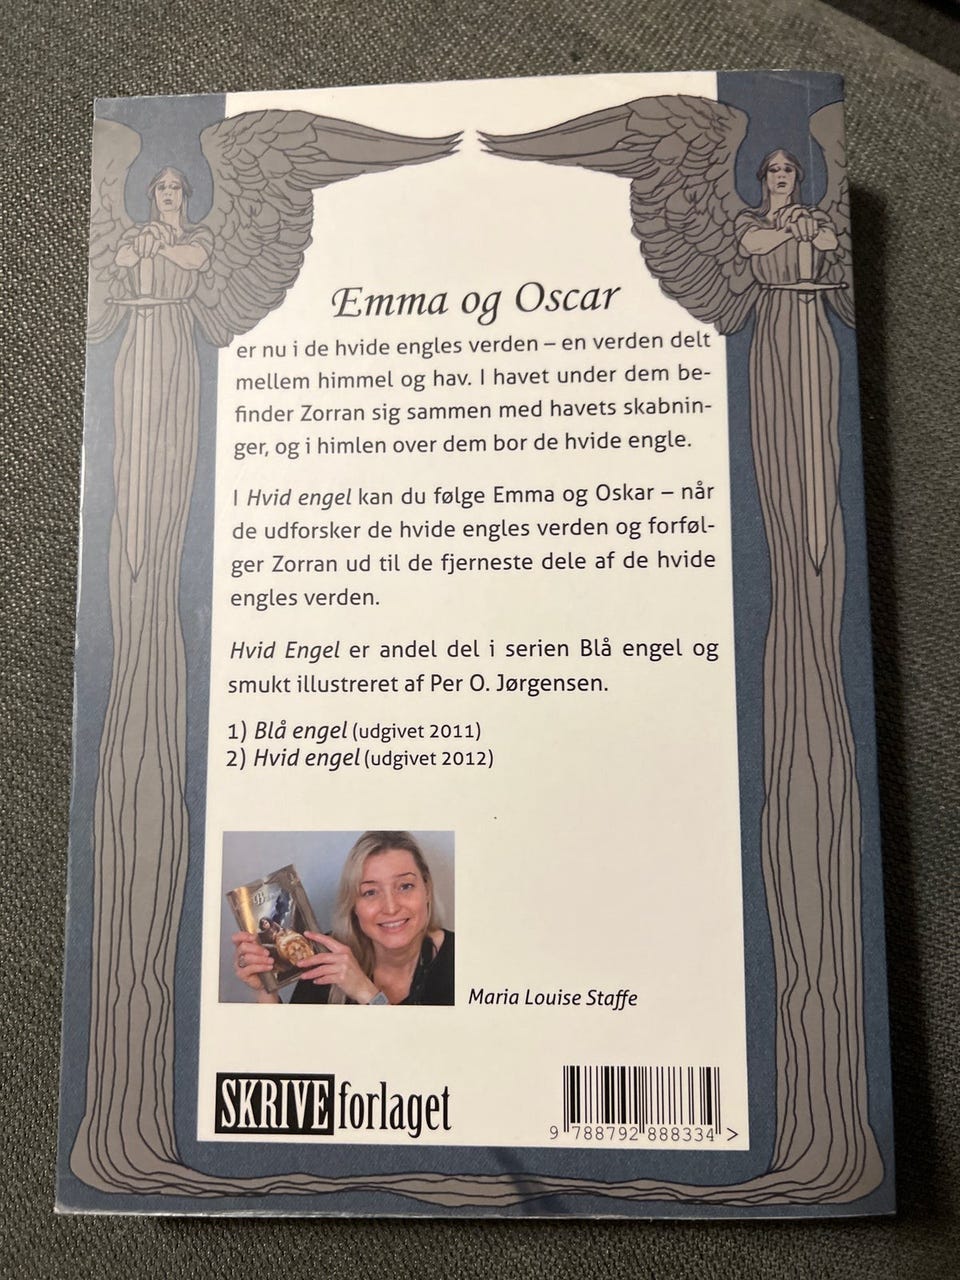 Emma og Oscar
er nu i de hvide engles verden – en verden delt
mellem himmel og hav. I havet under dem be-
finder Zorran sig sammen med havets skabnin-
ger, og i himlen over dem bor de hvide engle.
I Hvid engel kan du følge Emma og Oskar – når
de udforsker de hvide engles verden og forføl-
ger Zorran ud til de fjerneste dele af de hvide
engles verden.
Hvid Engel er andel del i serien Blå engel og
smukt illustreret af Per O. Jørgensen.
1) Blå engel (udgivet 2011)
2) Hvid engel (udgivet 2012)
Maria Louise Staffe
SKRIVEforlaget
9 788792 888334 >